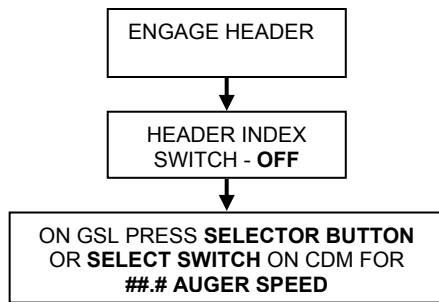 ENGAGE HEADER
HEADER INDEX
SWITCH - OFF
ON GSL PRESS SELECTOR BUTTON
OR SELECT SWITCH ON CDM FOR
##.# AUGER SPEED